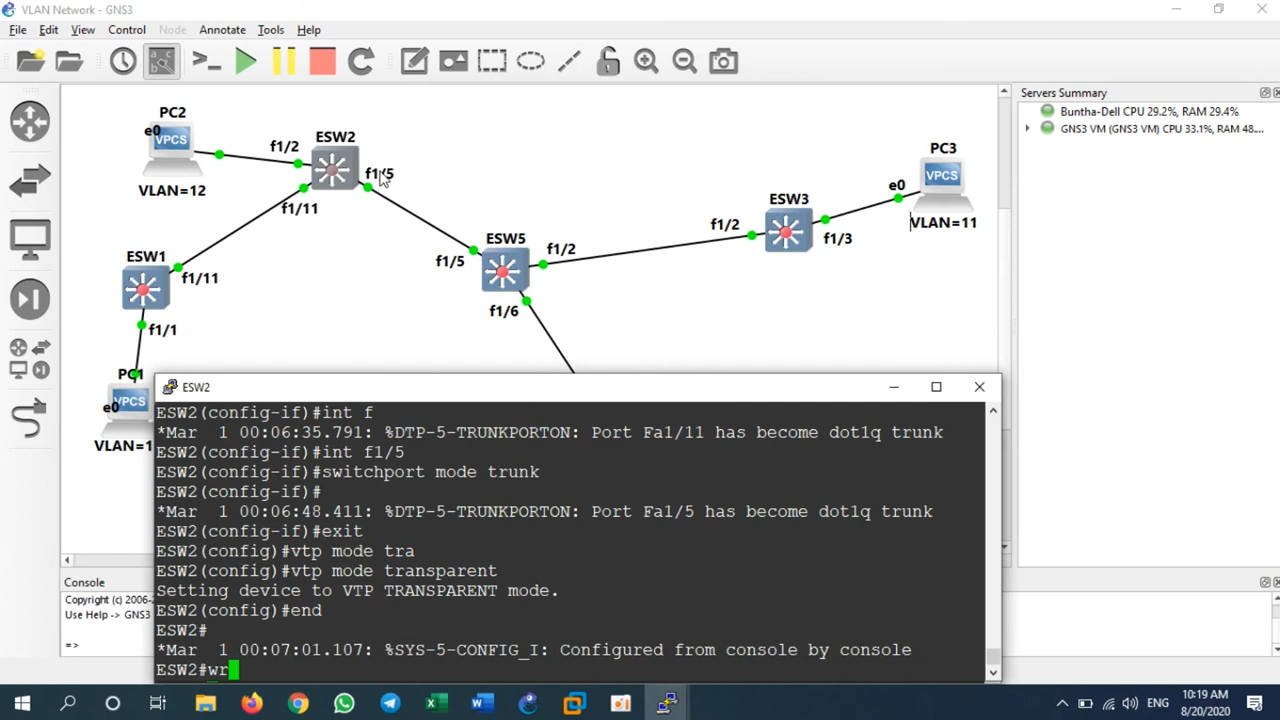 VLAN Network - GNS3
File Edit View Control Node Annotate Tools Help
Servers Summary
Buntha-Dell CPU 29.2%, RAM 29.4%
GNS3 VM (GNS3 VM) CPU 33.1%, RAM 48....
PC2
e0
VPCS
VLAN=12
f1/2
ESW2
f1/5
f1/11
ESW1
f1/11
f1/1
PC1
e0
VPCS
VLAN=1
ESW5
f1/5
f1/2
f1/6
ESW3
f1/2
f1/3
PC3
e0
VPCS
VLAN=11
ESW2
ESW2(config-if)#int f
*Mar  1 00:06:35.791: %DTP-5-TRUNKPORTON: Port Fa1/11 has become dot1q trunk
ESW2(config-if)#int f1/5
ESW2(config-if)#switchport mode trunk
ESW2(config-if)#
*Mar  1 00:06:48.411: %DTP-5-TRUNKPORTON: Port Fa1/5 has become dot1q trunk
ESW2(config-if)#exit
ESW2(config)#vtp mode tra
ESW2(config)#vtp mode transparent
Setting device to VTP TRANSPARENT mode.
ESW2(config)#end
ESW2#
*Mar  1 00:07:01.107: %SYS-5-CONFIG_I: Configured from console by console
ESW2#wr
Console
Copyright (c) 2006-
Use Help -> GNS3
=>
ENG
10:19 AM
8/20/2020